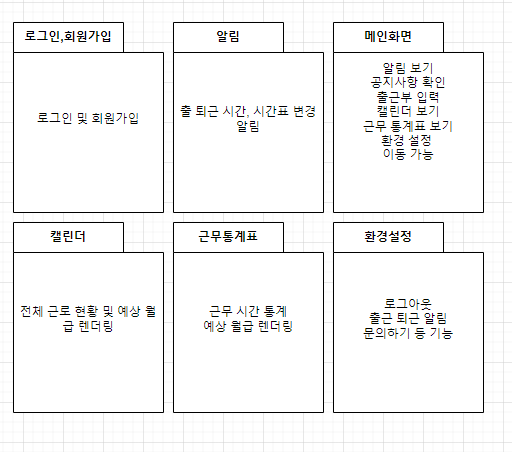 로그인,회원가입
로그인 및 회원가입
알림
출 퇴근 시간, 시간표 변경
알림
메인화면
알림 보기
공지사항 확인
출근부 입력
캘린더 보기
근무 통계표 보기
환경 설정
이동 가능
캘린더
전체 근로 현황 및 예상 월
급 렌더링
근무통계표
근무 시간 통계
예상 월급 렌더링
환경설정
로그아웃
출근 퇴근 알림
문의하기 등 기능